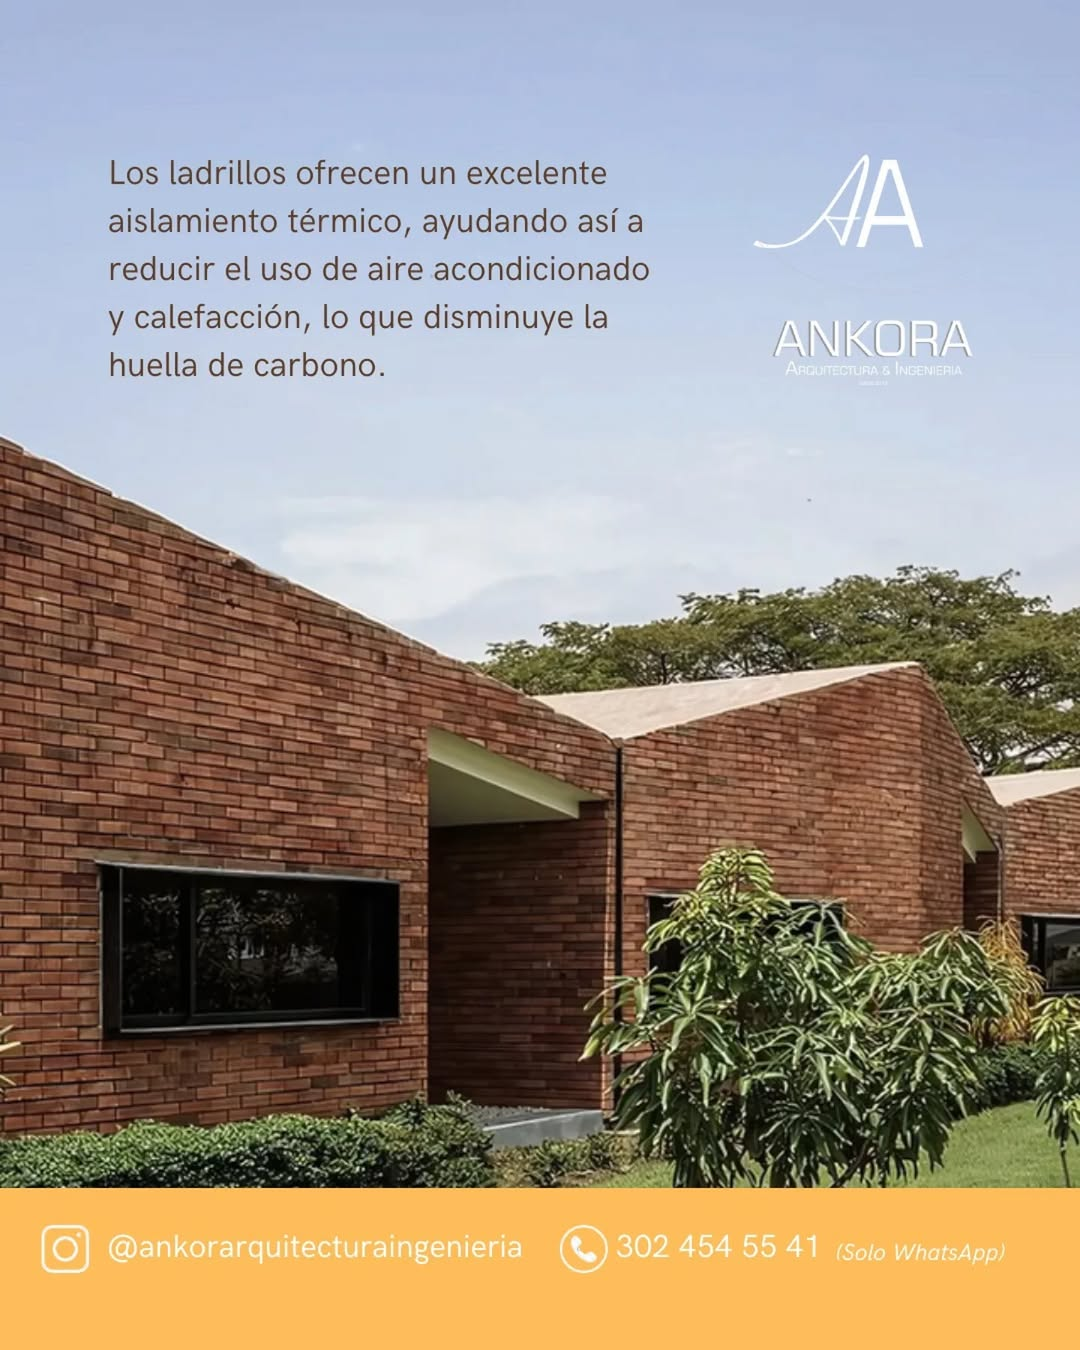 Los ladrillos ofrecen un excelente
aislamiento térmico, ayudando así a
reducir el uso de aire acondicionado
y calefacción, lo que disminuye la
huella de carbono.
AA
ANKORA
ARQUITECTURA & INGENIERIA
@ankorarquitecturaingenieria
302 454 55 41 (Solo WhatsApp)